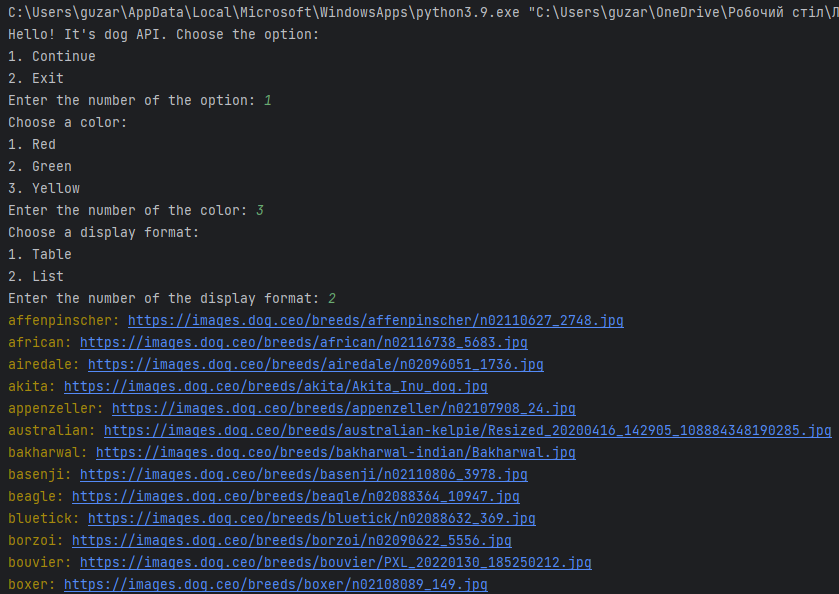 C:\Users\guzar\AppData\Local\Microsoft\WindowsApps\python3.9.exe "C:\Users\guzar\OneDrive\Робочий стіл\Л
Hello! It's dog API. Choose the option:
1. Continue
2. Exit
Enter the number of the option: 1
Choose a color:
1. Red
2. Green
3. Yellow
Enter the number of the color: 3
Choose a display format:
1. Table
2. List
Enter the number of the display format: 2
affenpinscher: https://images.dog.ceo/breeds/affenpinscher/n02110627_2748.jpg
african: https://images.dog.ceo/breeds/african/n02116738_5683.jpg
airedale: https://images.dog.ceo/breeds/airedale/n02096051_1736.jpg
akita: https://images.dog.ceo/breeds/akita/Akita_Inu_dog.jpg
appenzeller: https://images.dog.ceo/breeds/appenzeller/n02107908_24.jpg
australian: https://images.dog.ceo/breeds/australian-kelpie/Resized_20200416_142905_108884348190285.jpg
bakharwal: https://images.dog.ceo/breeds/bakharwal-indian/Bakharwal.jpg
basenji: https://images.dog.ceo/breeds/basenji/n02110806_3978.jpg
beagle: https://images.dog.ceo/breeds/beagle/n02088364_10947.jpg
bluetick: https://images.dog.ceo/breeds/bluetick/n02088632_369.jpg
borzoi: https://images.dog.ceo/breeds/borzoi/n02090622_5556.jpg
bouvier: https://images.dog.ceo/breeds/bouvier/PXL_20220130_185250212.jpg
boxer: https://images.dog.ceo/breeds/boxer/n02108089_149.jpg